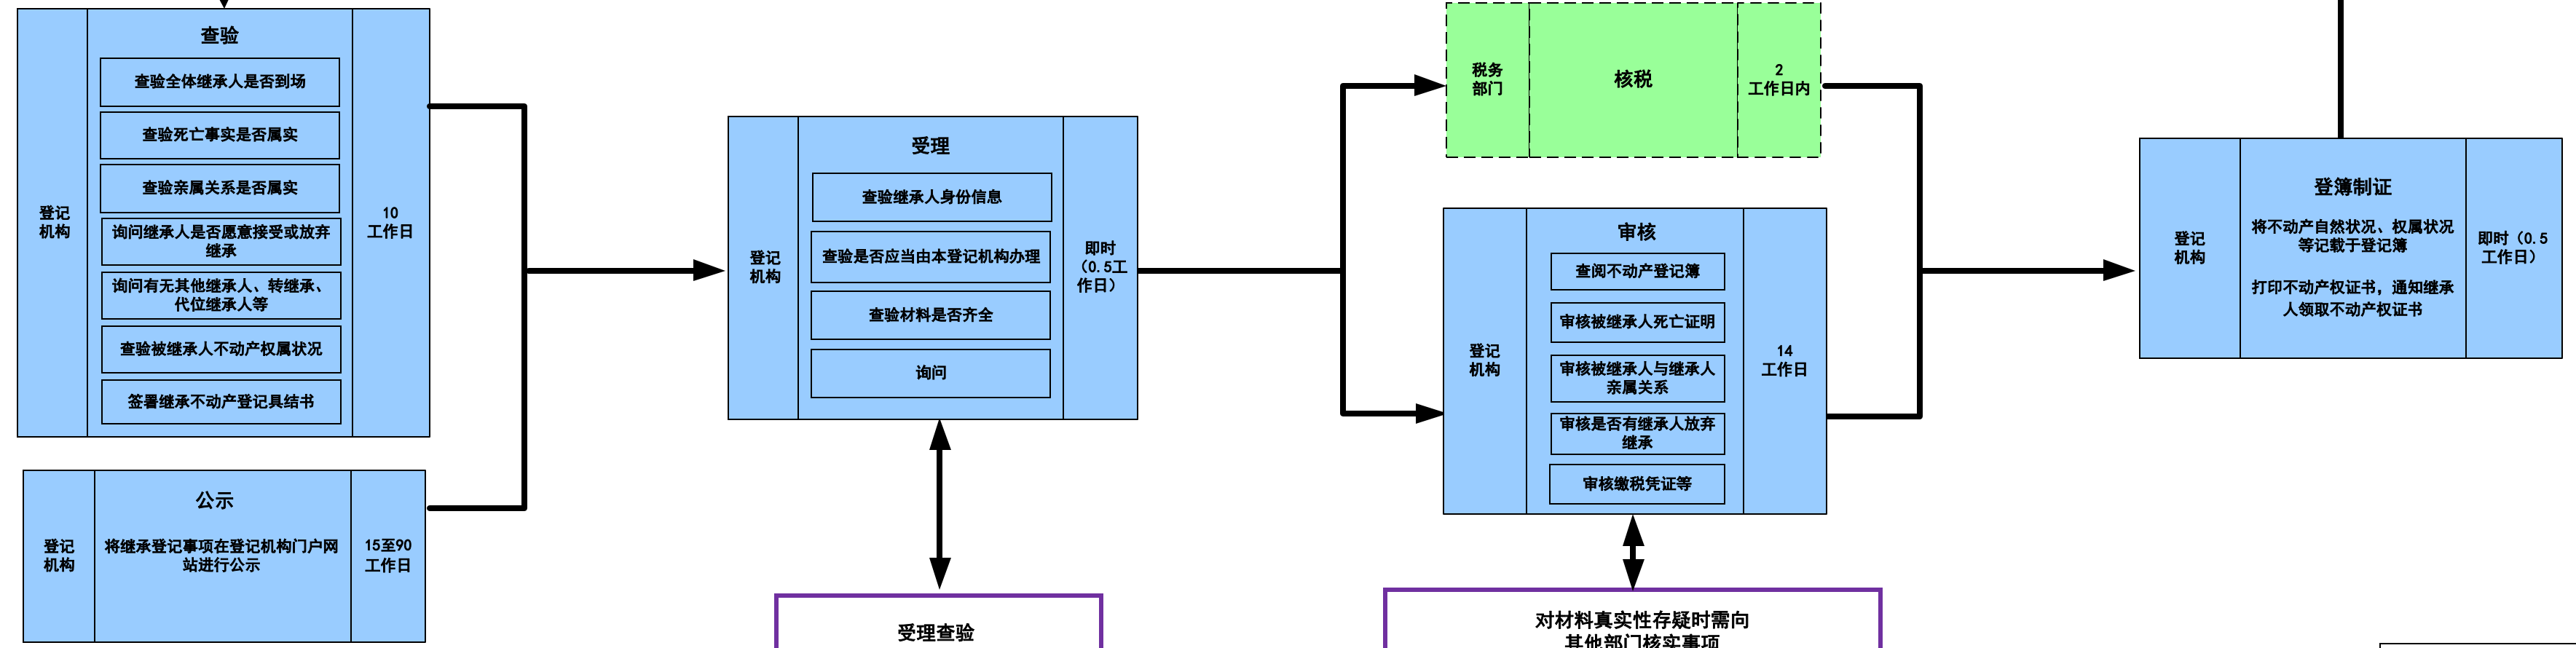 登记
机构
查验
查验全体继承人是否到场
查验死亡事实是否属实
查验亲属关系是否属实
询问继承人是否愿意接受或放弃
继承
询问有无其他继承人、转继承、
代位继承人等
查验被继承人不动产权属状况
签署继承不动产登记具结书
10
工作日
登记
机构
公示
将继承登记事项在登记机构门户网
站进行公示
15至90
工作日
登记
机构
受理
查验继承人身份信息
查验是否应当由本登记机构办理
查验材料是否齐全
询问
即时
（0.5工
作日）
受理查验
税务
部门
核税
2
工作日内
登记
机构
审核
查阅不动产登记簿
审核被继承人死亡证明
审核被继承人与继承人
亲属关系
审核是否有继承人放弃
继承
审核缴税凭证等
14
工作日
对材料真实性存疑时需向
其他部门核实事项
登记
机构
登簿制证
将不动产自然状况、权属状况
等记载于登记簿
打印不动产权证书，通知继承
人领取不动产权证书
即时（0.5
工作日）